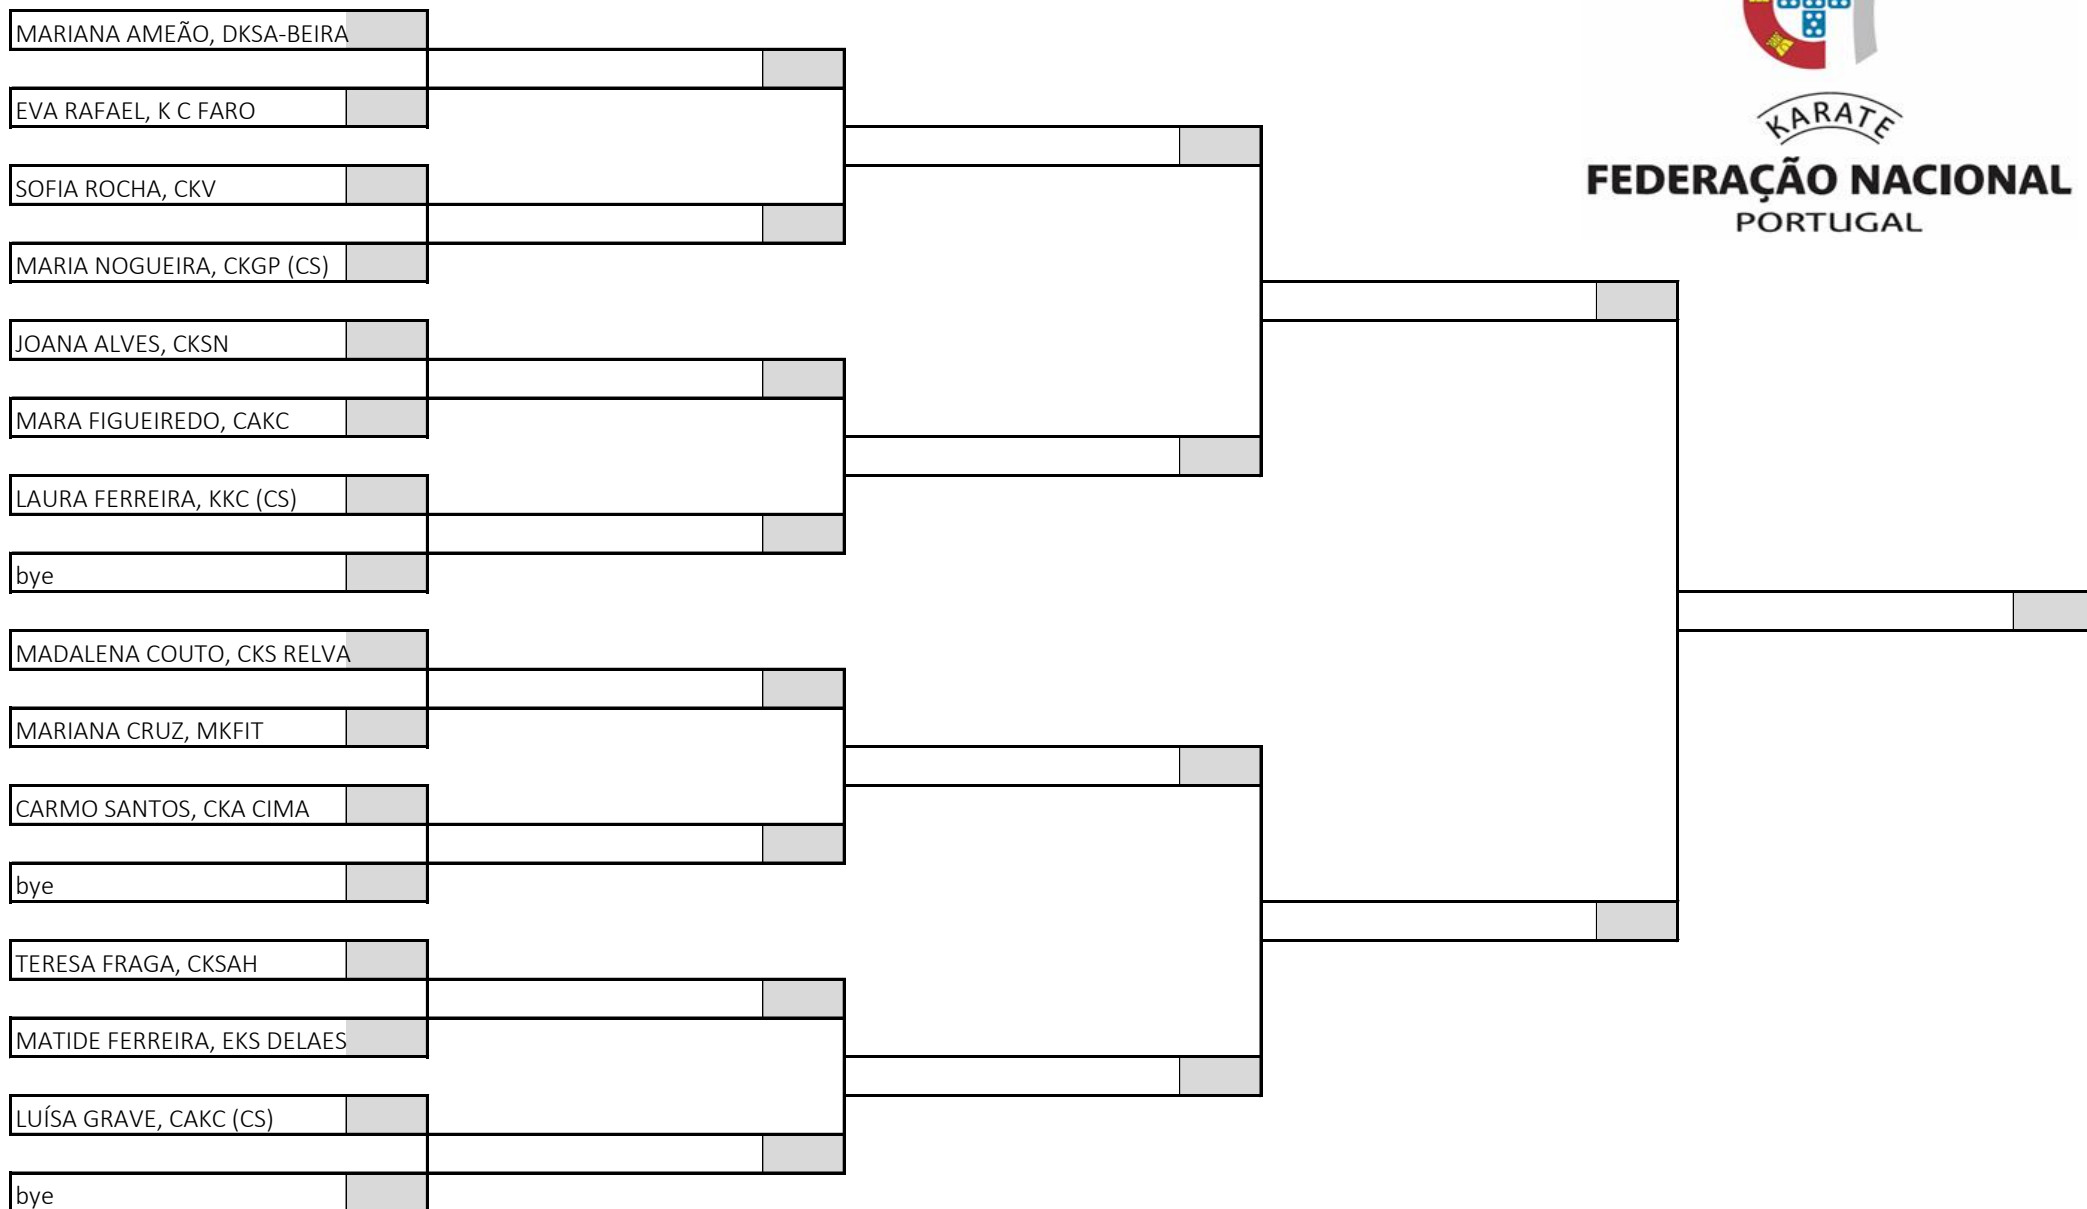 MARIANA AMEÃO, DKSA-BEIRA
EVA RAFAEL, K C FARO
SOFIA ROCHA, CKV
MARIA NOGUEIRA, CKGP (CS)
JOANA ALVES, CKSN
MARA FIGUEIREDO, CAKC
LAURA FERREIRA, KKC (CS)
bye
MADALENA COUTO, CKS RELVA
MARIANA CRUZ, MKFIT
CARMO SANTOS, CKA CIMA
bye
TERESA FRAGA, CKSAH
MATIDE FERREIRA, EKS DELAES
LUÍSA GRAVE, CAKC (CS)
bye
KARATE
FEDERAÇÃO NACIONAL
PORTUGAL